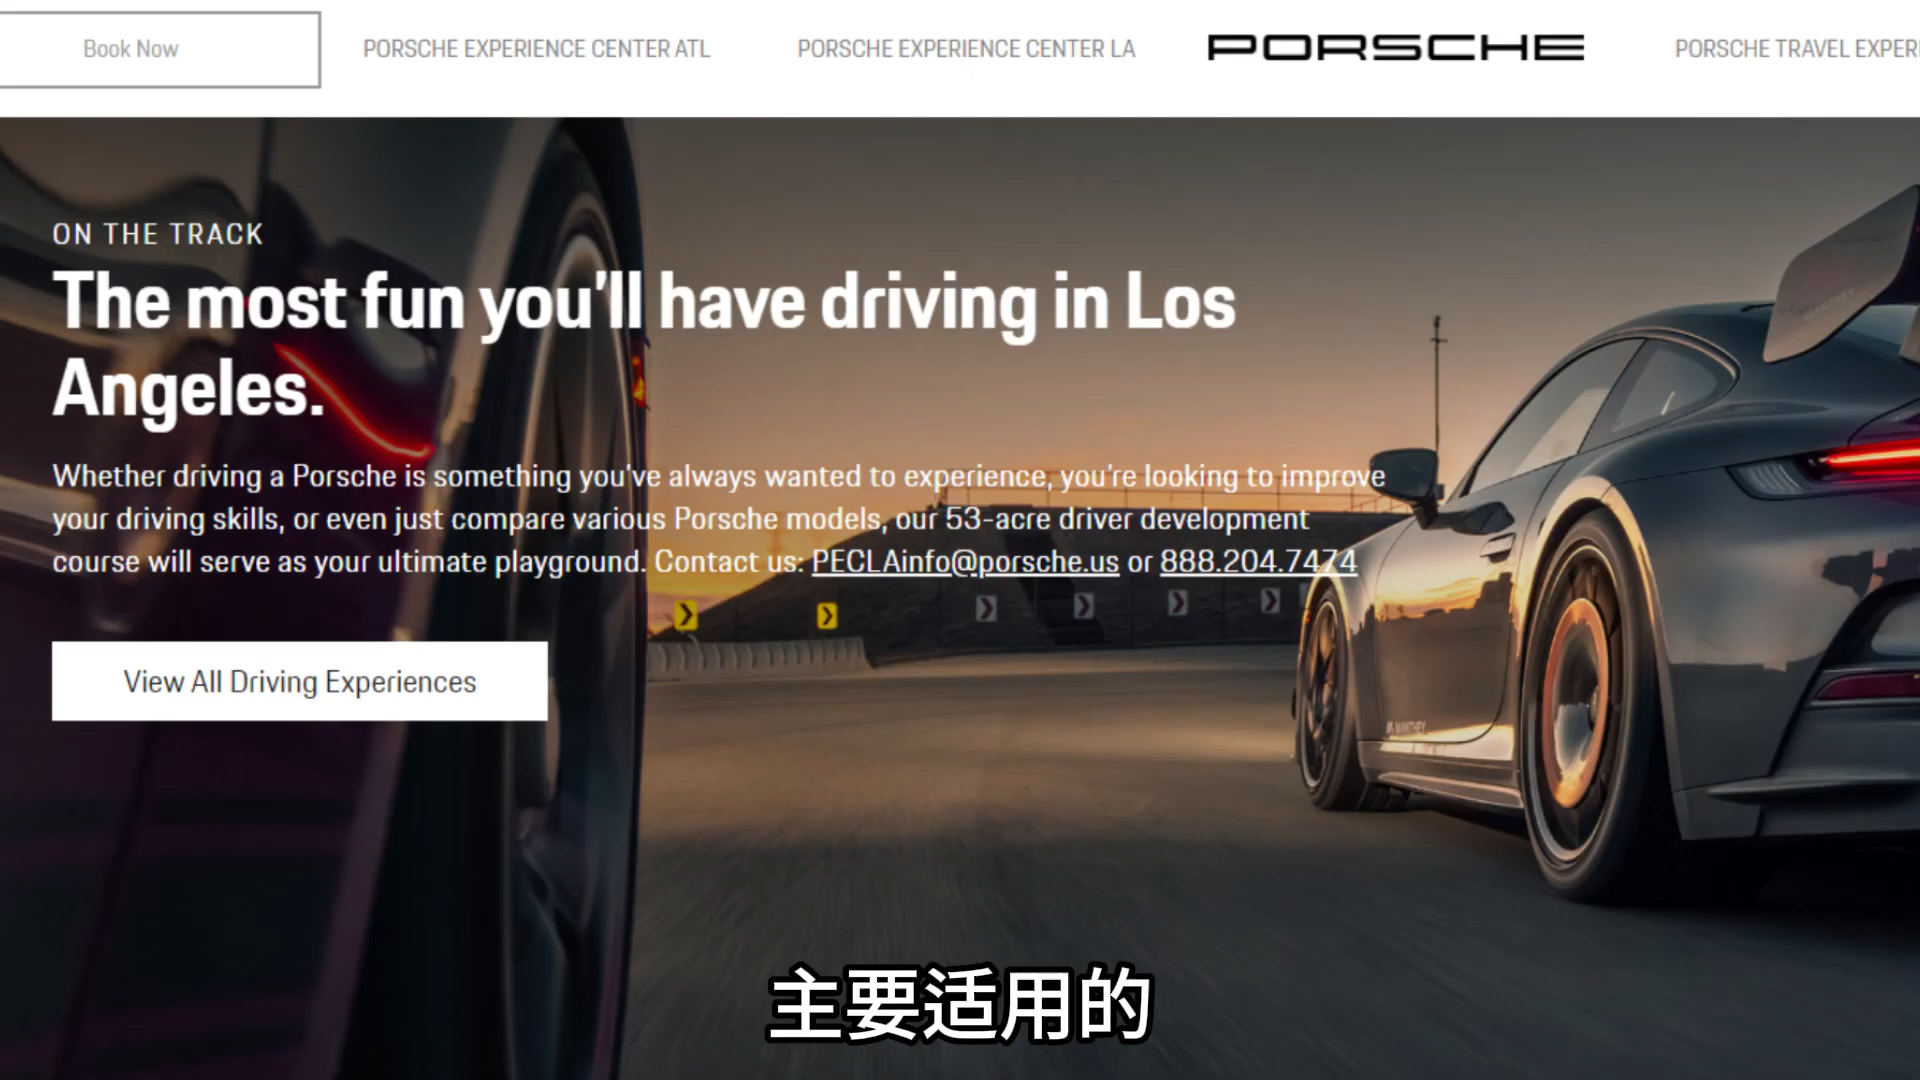 Book Now
PORSCHE EXPERIENCE CENTER ATL
PORSCHE EXPERIENCE CENTER LA
PORSCHE
PORSCHE TRAVEL
ON THE TRACK
The most fun you'll have driving in Los
Angeles.
Whether driving a Porsche is something you've always wanted to experience, you're looking to improve
your driving skills, or even just compare various Porsche models, our 53-acre driver development
course will serve as your ultimate playground. Contact us: PECLAinfo@porsche.us or 888.204.7474
View All Driving Experiences
MANTHEY
主要适用的